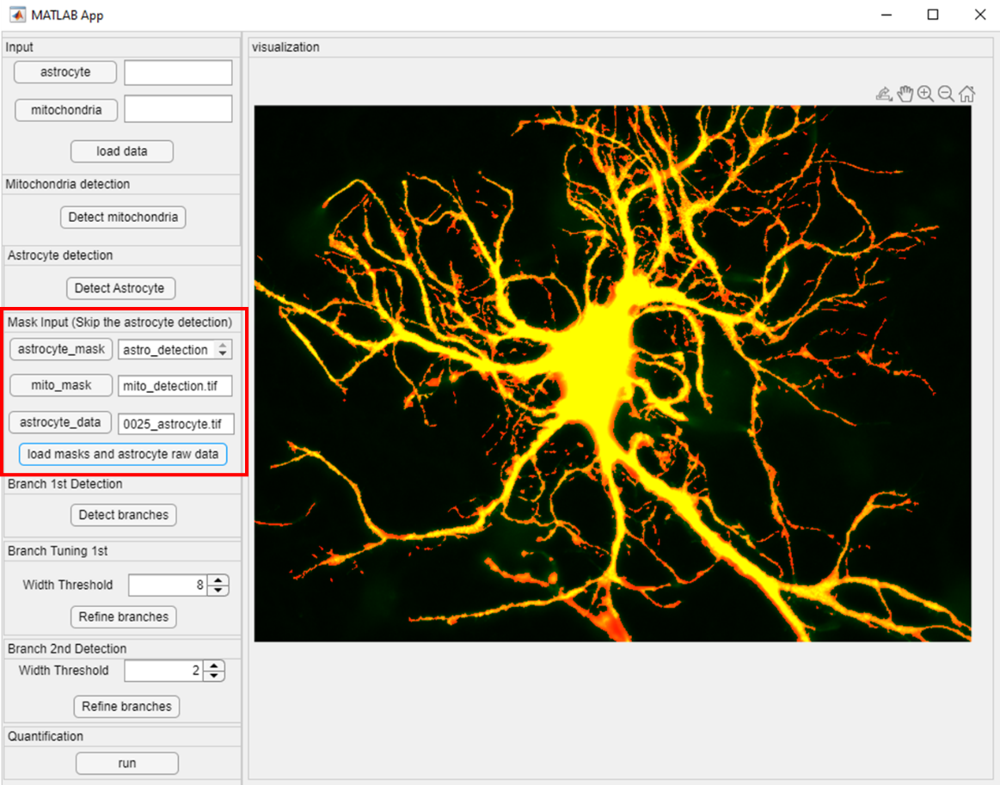 MATLAB App
Input
astrocyte
mitochondria
load data
Mitochondria detection
Detect mitochondria
Astrocyte detection
Detect Astrocyte
Mask Input (Skip the astrocyte detection)
astrocyte_mask astro_detection
mito_mask mito_detection.tif
astrocyte_data 0025_astrocyte.tif
load masks and astrocyte raw data
Branch 1st Detection
Detect branches
Branch Tuning 1st
Width Threshold 8
Refine branches
Branch 2nd Detection
Width Threshold 2
Refine branches
Quantification
run
visualization